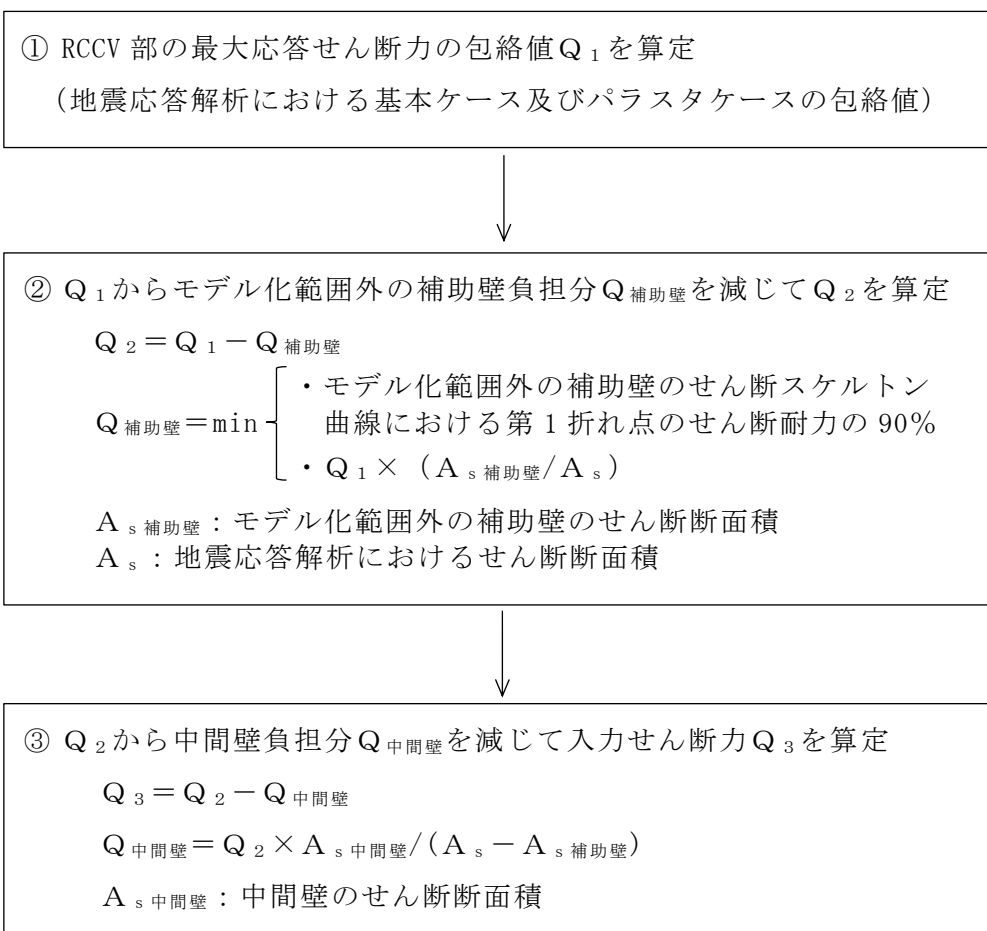 ① RCCV 部の最大応答せん断力の包絡値Q₁を算定
（地震応答解析における基本ケース及びパラスタケースの包絡値）
② Q₁からモデル化範囲外の補助壁負担分Q補助壁を減じてQ₂を算定
Q₂＝Q₁－Q補助壁
・モデル化範囲外の補助壁のせん断スケルトン
Q補助壁＝min
曲線における第 1 折れ点のせん断耐力の 90％
・Q₁×（Aₛ補助壁/Aₛ）
Aₛ補助壁：モデル化範囲外の補助壁のせん断断面積
Aₛ：地震応答解析におけるせん断断面積
③ Q₂から中間壁負担分Q中間壁を減じて入力せん断力Q₃を算定
Q₃＝Q₂－Q中間壁
Q中間壁＝Q₂×Aₛ中間壁/(Aₛ－Aₛ補助壁)
Aₛ中間壁：中間壁のせん断断面積